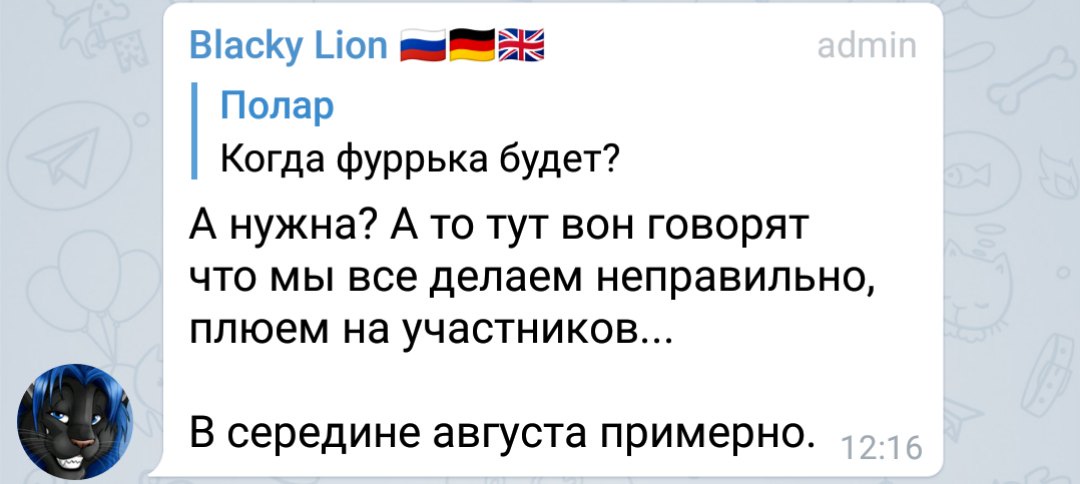 Blacky Lion 🇷🇺🇩🇪🇬🇧 admin
Полар
Когда фуррька будет?
А нужна? А то тут вон говорят
что мы все делаем неправильно,
плюем на участников...
В середине августа примерно. 12:16